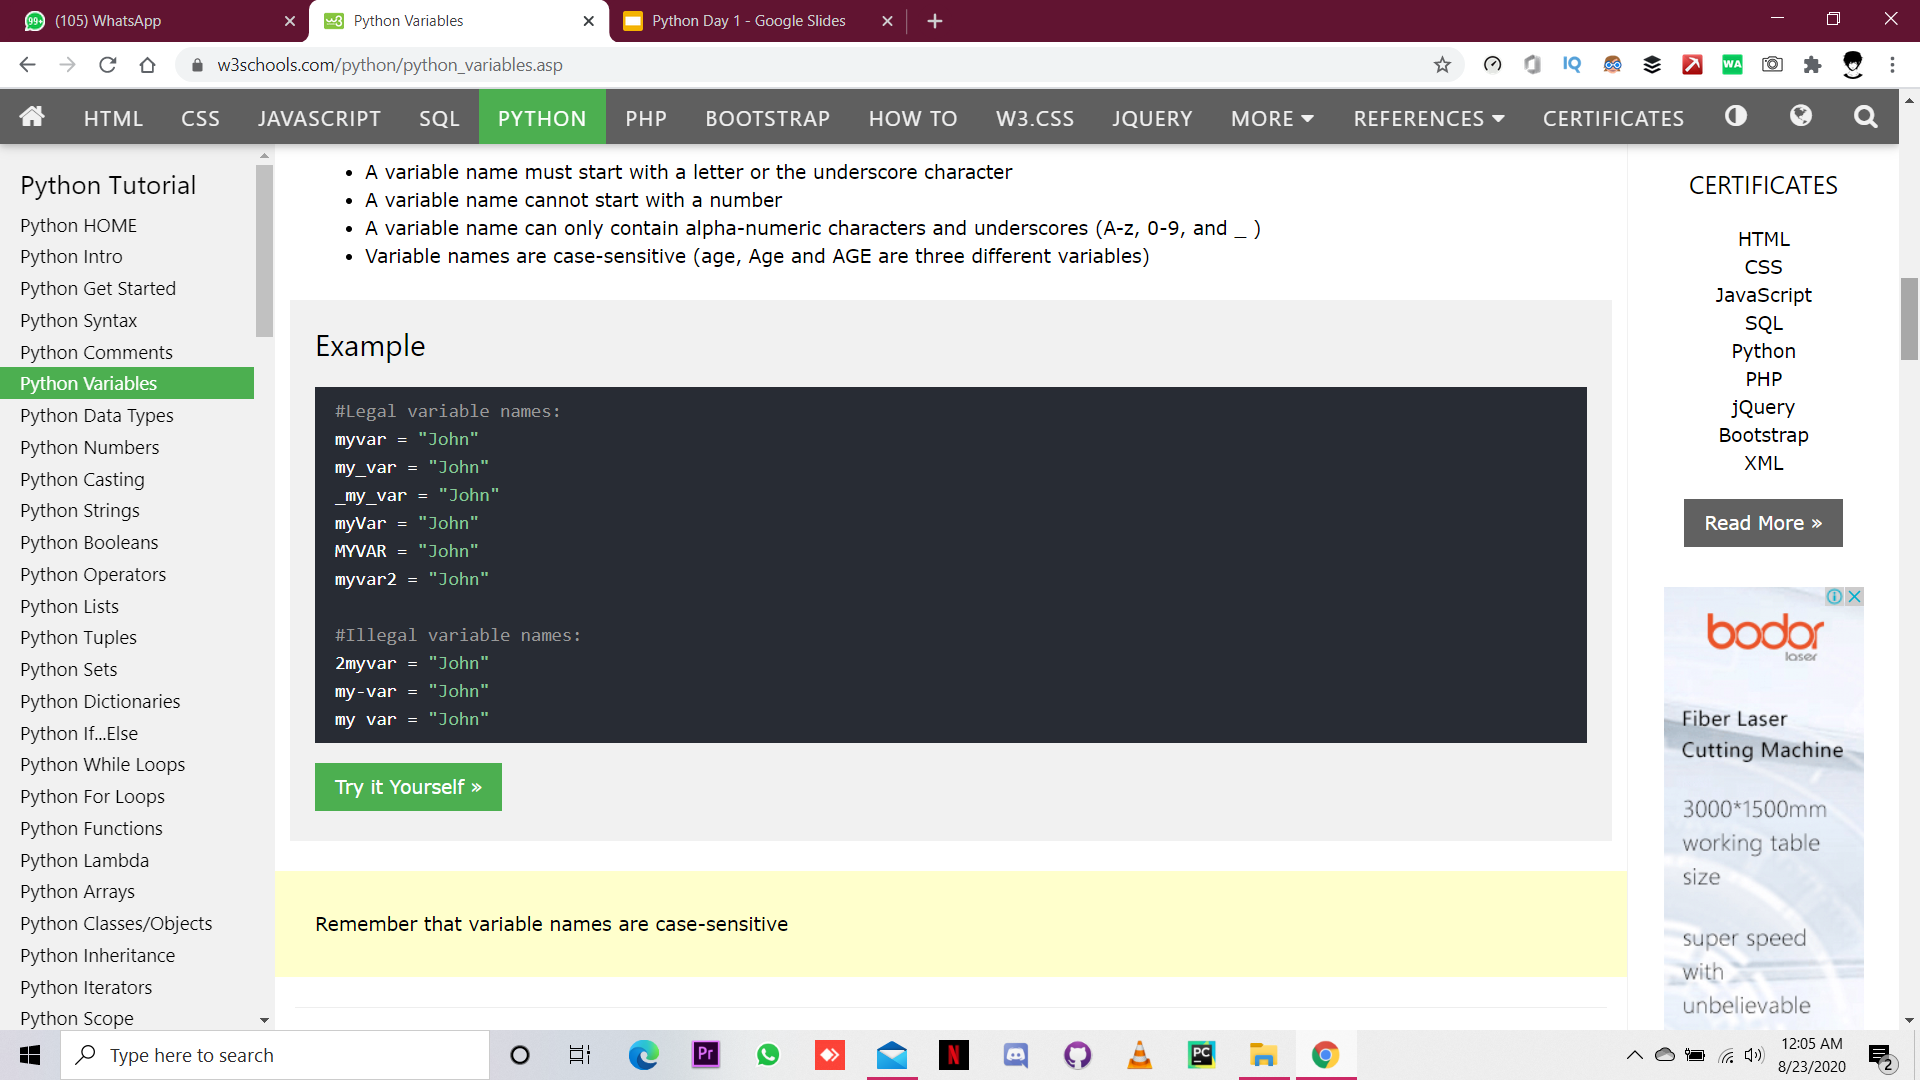 (105) WhatsApp
Python Variables
Python Day 1 - Google Slides
w3schools.com/python/python_variables.asp
HTML CSS JAVASCRIPT SQL PYTHON PHP BOOTSTRAP HOW TO W3.CSS JQUERY MORE REFERENCES CERTIFICATES
Python Tutorial
Python HOME
Python Intro
Python Get Started
Python Syntax
Python Comments
Python Variables
Python Data Types
Python Numbers
Python Casting
Python Strings
Python Booleans
Python Operators
Python Lists
Python Tuples
Python Sets
Python Dictionaries
Python If...Else
Python While Loops
Python For Loops
Python Functions
Python Lambda
Python Arrays
Python Classes/Objects
Python Inheritance
Python Iterators
Python Scope
• A variable name must start with a letter or the underscore character
• A variable name cannot start with a number
• A variable name can only contain alpha-numeric characters and underscores (A-z, 0-9, and _ )
• Variable names are case-sensitive (age, Age and AGE are three different variables)
Example
#Legal variable names:
myvar = "John"
my_var = "John"
_my_var = "John"
myVar = "John"
MYVAR = "John"
myvar2 = "John"
#Illegal variable names:
2myvar = "John"
my-var = "John"
my var = "John"
Try it Yourself »
Remember that variable names are case-sensitive
CERTIFICATES
HTML
CSS
JavaScript
SQL
Python
PHP
jQuery
Bootstrap
XML
Read More »
bodor
laser
Fiber Laser
Cutting Machine
3000*1500mm
working table
size
super speed
with
unbelievable
Type here to search
12:05 AM
8/23/2020
2
99+
IQ
WA
Pr
N
PC